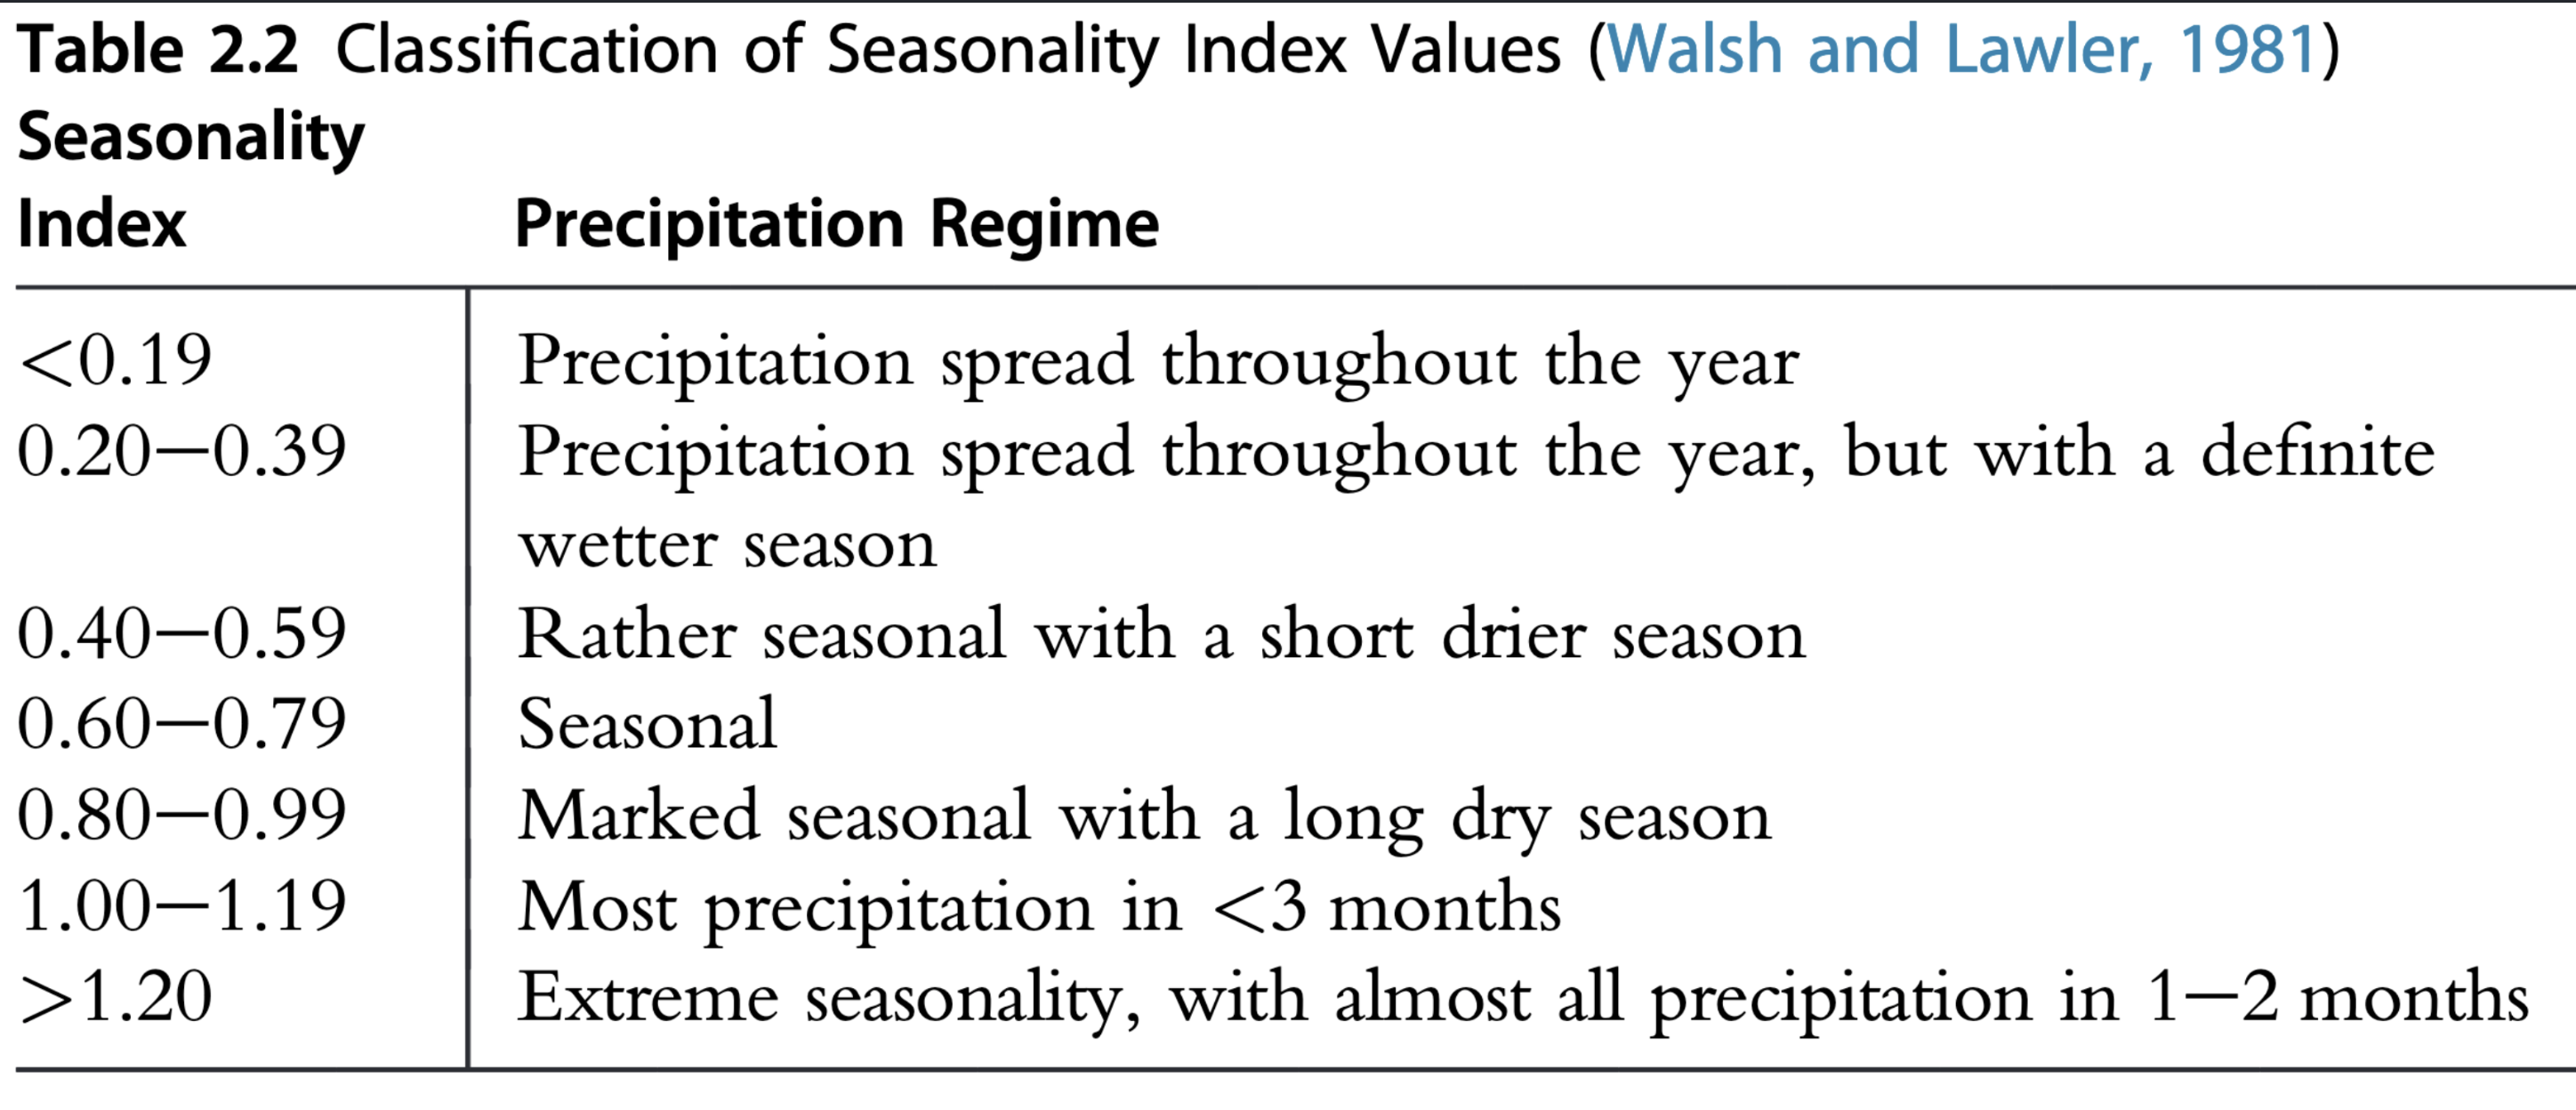 Table 2.2 Classification of Seasonality Index Values (Walsh and Lawler, 1981)
Seasonality
Index Precipitation Regime
<0.19 Precipitation spread throughout the year
0.20—0.39 Precipitation spread throughout the year, but with a definite
wetter season
0.40—0.59 Rather seasonal with a short drier season
0.60—0.79 Seasonal
0.80—0.99 Marked seasonal with a long dry season
1.00—1.19 Most precipitation in <3 months
>1.20 Extreme seasonality, with almost all precipitation in 1—2 months